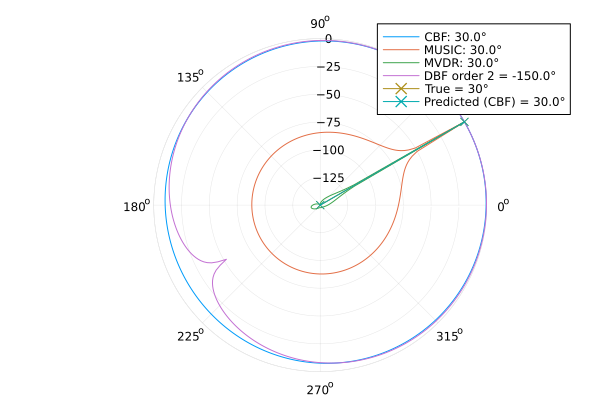 90°
0
CBF: 30.0°
MUSIC: 30.0°
MVDR: 30.0°
DBF order 2 = -150.0°
True = 30°
Predicted (CBF) = 30.0°
−25
135°
−50
−75
−100
−125
180°
0°
225°
315°
270°